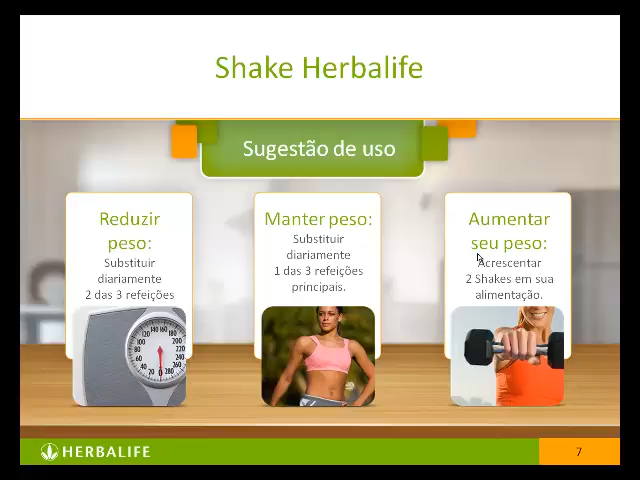 Shake Herbalife
Sugestão de uso
Reduzir
peso:
Substituir
diariamente
2 das 3 refeições
Manter peso:
Substituir
diariamente
1 das 3 refeições
principais.
Aumentar
seu peso:
Acrescentar
2 Shakes em sua
alimentação.
HERBALIFE
7